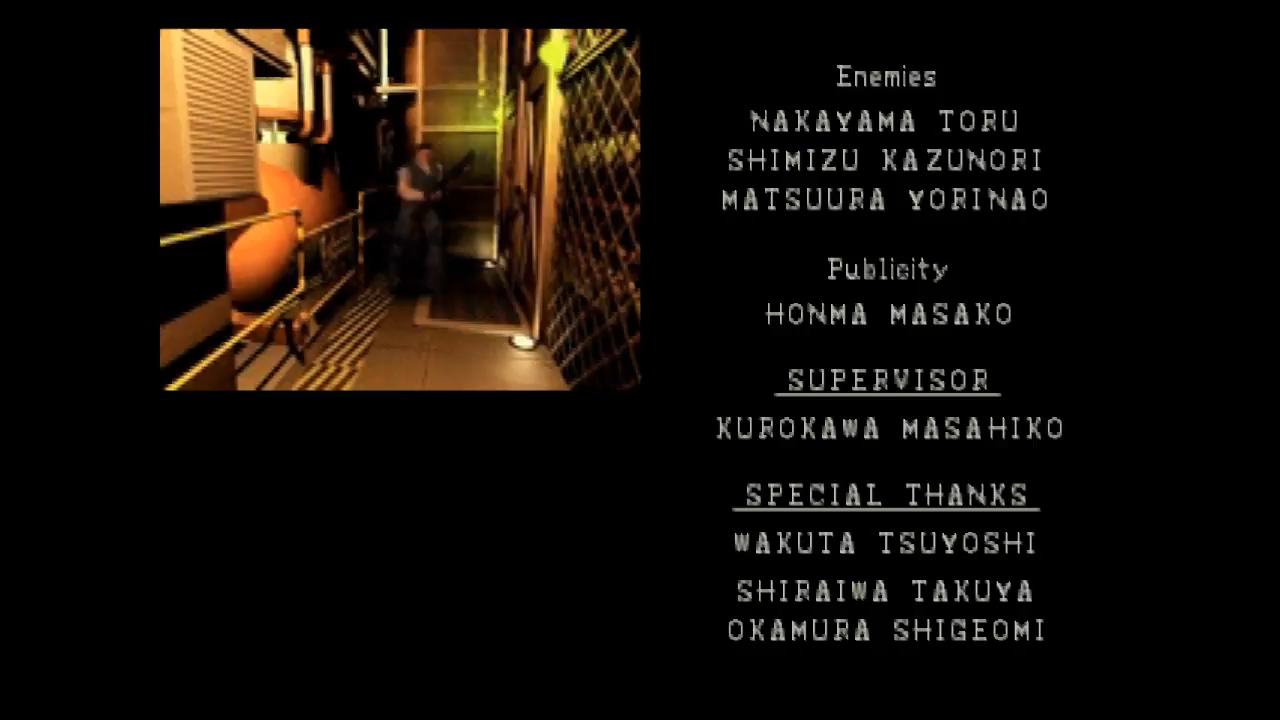 Enemies
NAKAYAMA TORU
SHIMIZU KAZUNORI
MATSUURA YORINAO
Publicity
HONMA MASAKO
SUPERVISOR
KUROKAWA MASAHIKO
SPECIAL THANKS
WAKUTA TSUYOSHI
SHIRAIWA TAKUYA
OKAMURA SHIGEOMI